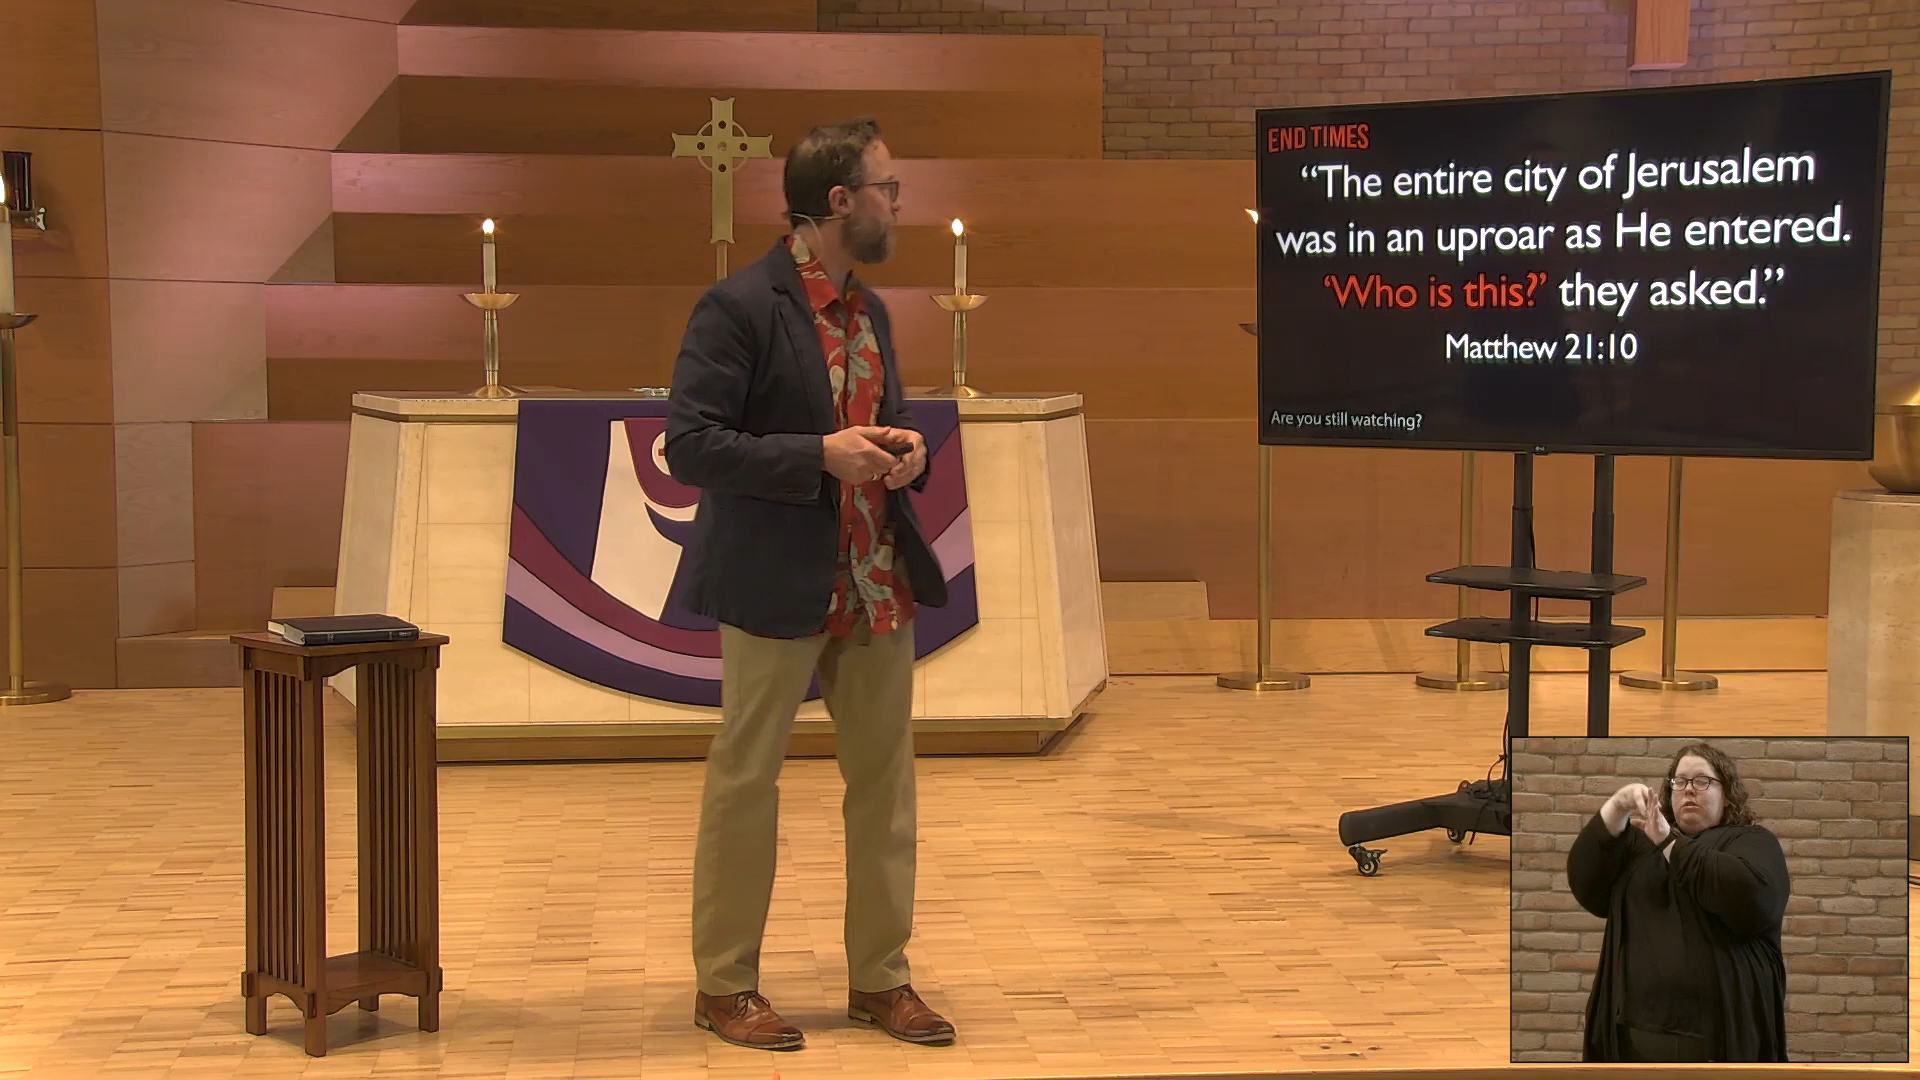 END TIMES
“The entire city of Jerusalem
was in an uproar as He entered.
‘Who is this?’ they asked.”
Matthew 21:10
Are you still watching?